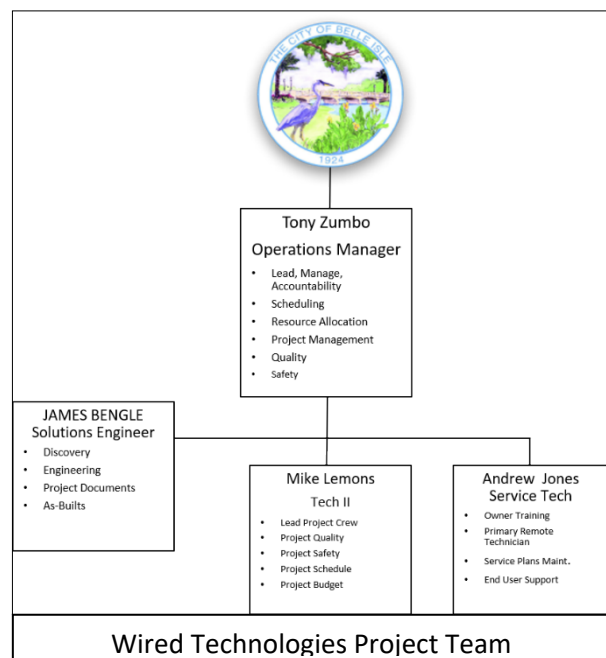 THE CITY OF BELLE ISLE
1924
Tony Zumbo
Operations Manager
• Lead, Manage,
Accountability
• Scheduling
• Resource Allocation
• Project Management
• Quality
• Safety
JAMES BENGLE
Solutions Engineer
• Discovery
• Engineering
• Project Documents
• As-Builts
Mike Lemons
Tech II
• Lead Project Crew
• Project Quality
• Project Safety
• Project Schedule
• Project Budget
Andrew Jones
Service Tech
• Owner Training
• Primary Remote
Technician
• Service Plans Maint.
• End User Support
Wired Technologies Project Team